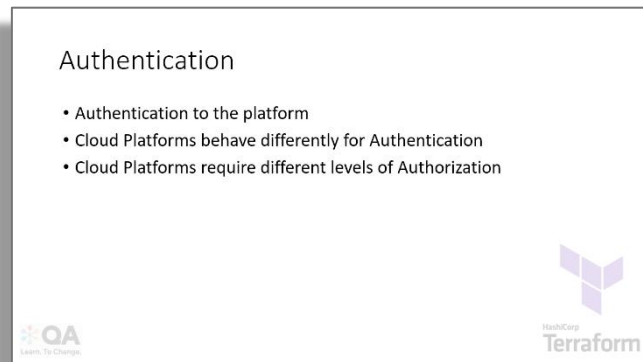 Authentication
• Authentication to the platform
• Cloud Platforms behave differently for Authentication
• Cloud Platforms require different levels of Authorization
QA
Learn. To Change.
HashiCorp
Terraform